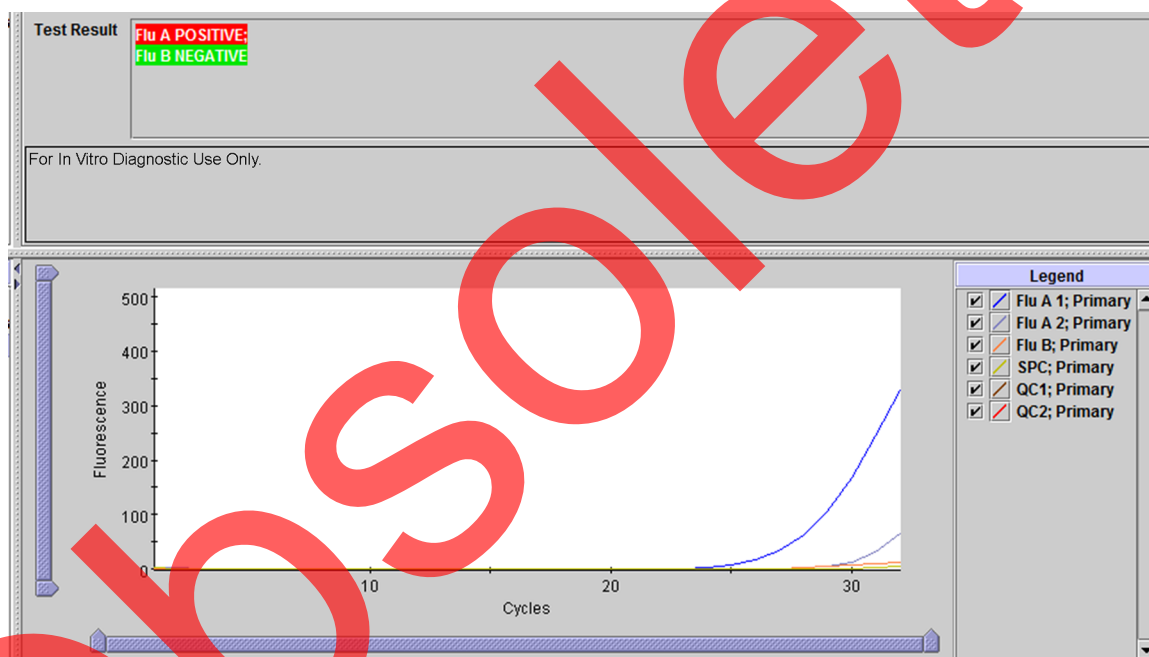 Test Result
Flu A POSITIVE;
Flu B NEGATIVE
For In Vitro Diagnostic Use Only.
Legend
Flu A 1; Primary
Flu A 2; Primary
Flu B; Primary
SPC; Primary
QC1; Primary
QC2; Primary
500
400
300
200
100
0
Fluorescence
10
20
30
Cycles
bsolet